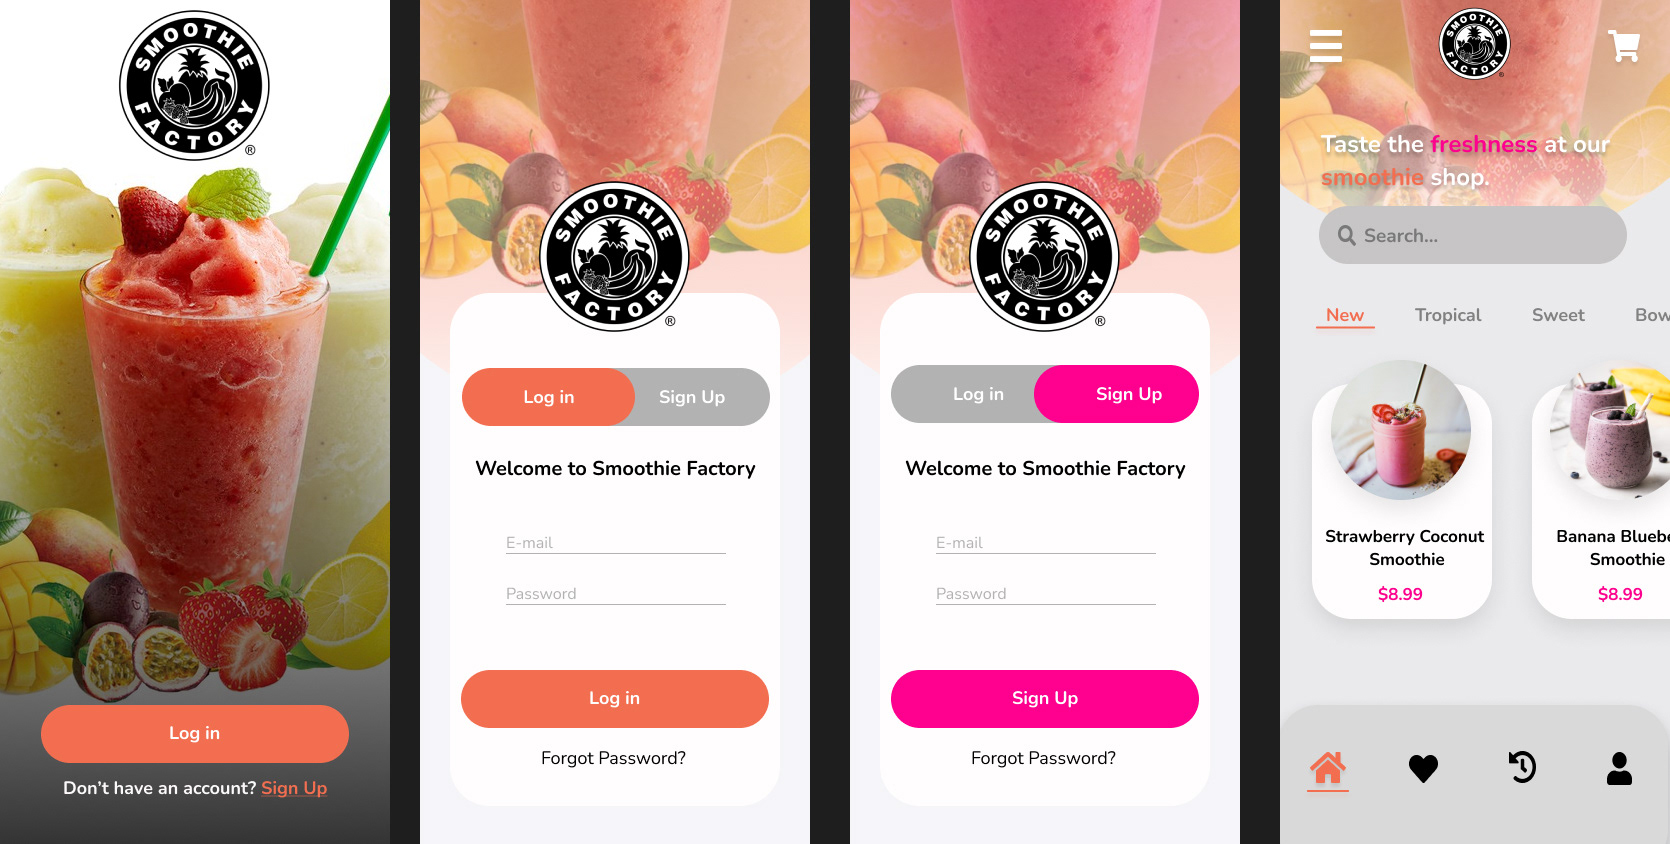 SMOOTHIE
FACTORY
®
Log in
Don't have an account? Sign Up
SMOOTHIE
FACTORY
®
Log in
Sign Up
Welcome to Smoothie Factory
E-mail
Password
Log in
Forgot Password?
SMOOTHIE
FACTORY
®
Log in
Sign Up
Welcome to Smoothie Factory
E-mail
Password
Sign Up
Forgot Password?
SMOOTHIE
FACTORY
®
Taste the freshness at our
smoothie shop.
Search...
New
Tropical
Sweet
Bow
Strawberry Coconut
Smoothie
$8.99
Banana Bluebe
Smoothie
$8.99